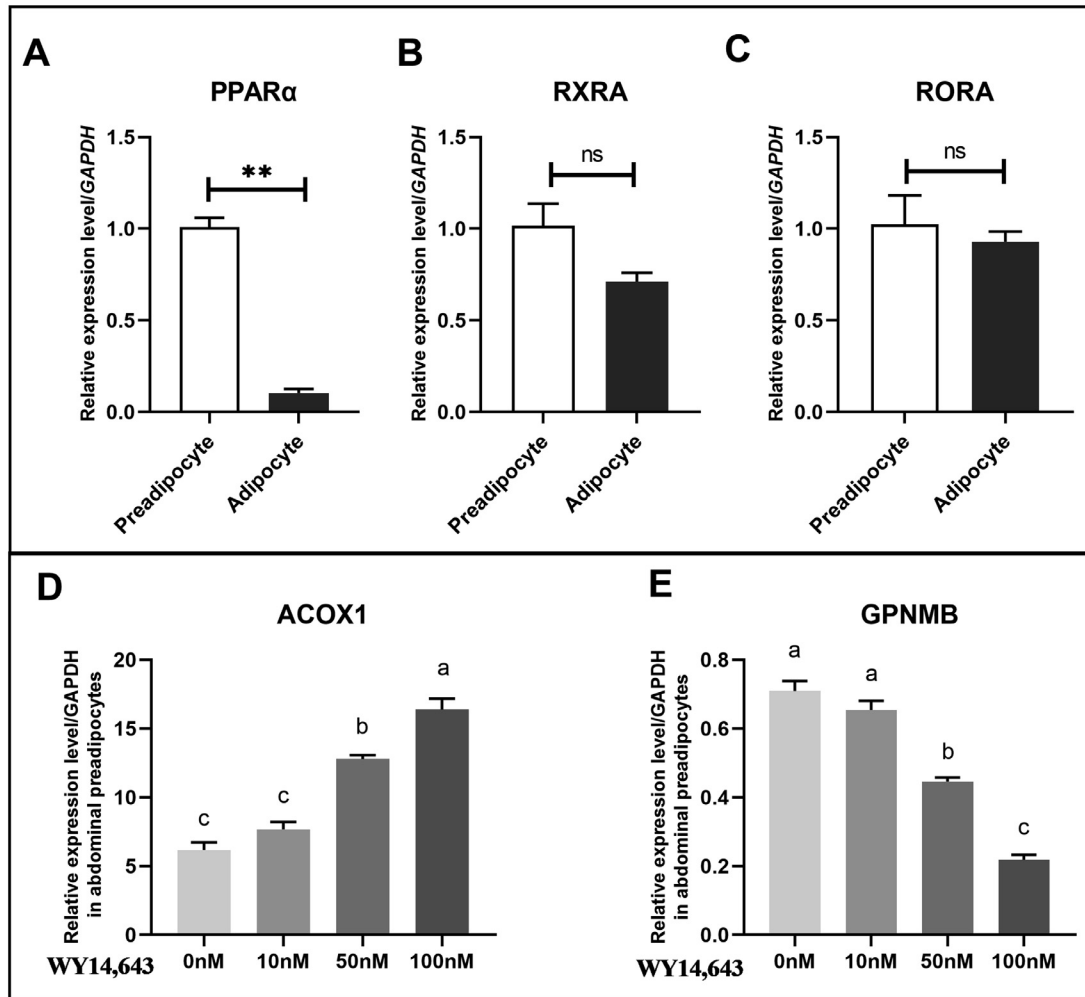 A
B
C
PPARα
RXRA
RORA
Relative expression level/GAPDH
1.5
1.0
0.5
0.0
**
Preadipocyte
Adipocyte
Relative expression level/GAPDH
1.5
1.0
0.5
0.0
ns
Preadipocyte
Adipocyte
Relative expression level/GAPDH
1.5
1.0
0.5
0.0
ns
Preadipocyte
Adipocyte
D
ACOX1
Relative expression level/GAPDH
in abdominal preadipocytes
20
15
10
5
0
c
c
b
a
WY14,643
0nM 10nM 50nM 100nM
E
GPNMB
Relative expression level/GAPDH
in abdominal preadipocytes
0.8
0.6
0.4
0.2
0.0
a
a
b
c
WY14,643
0nM 10nM 50nM 100nM